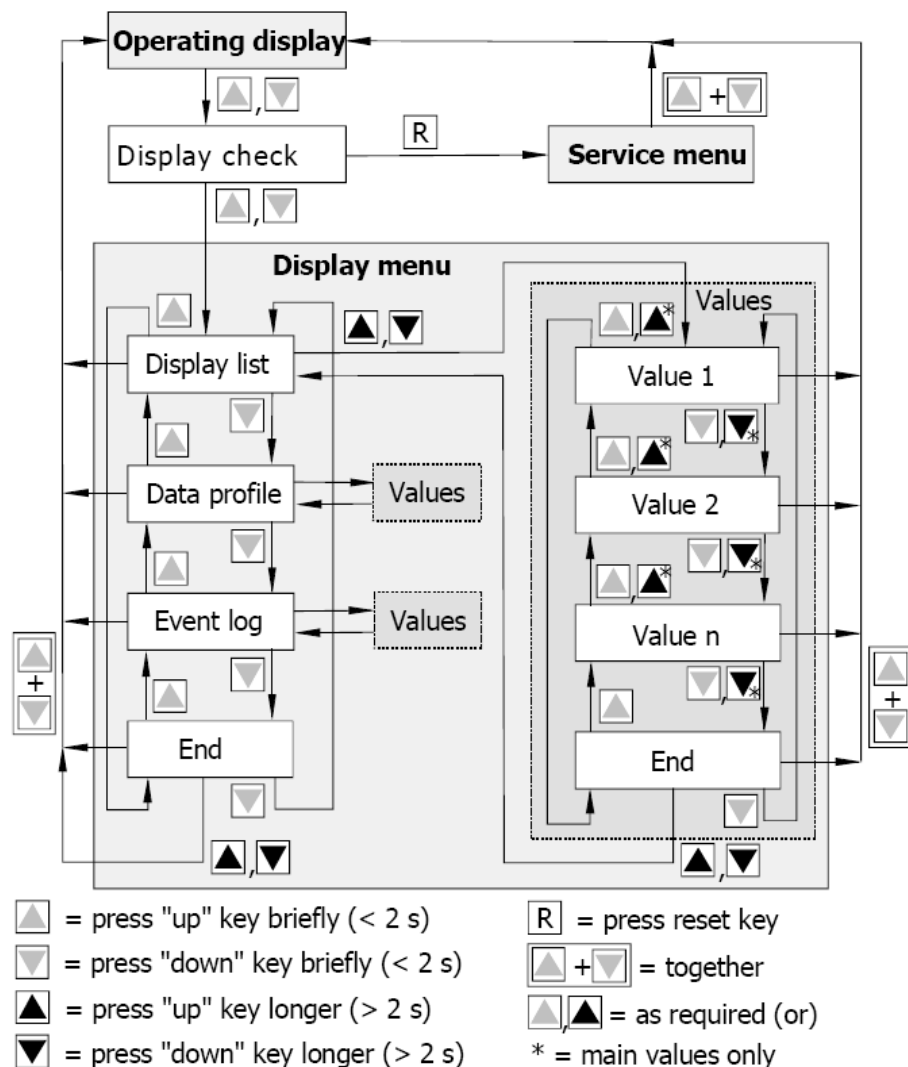 Operating display
, 
+
R
Display check
Service menu
,
Display menu
Values
,
, *
Display list
Value 1
, *
, *
Data profile
Values
Value 2
, *
, *
Event log
Values
Value n
+
, *
+
End
End
,
,
= press "up" key briefly (< 2 s)
R = press reset key
= press "down" key briefly (< 2 s)
+ = together
= press "up" key longer (> 2 s)
, = as required (or)
= press "down" key longer (> 2 s)
* = main values only